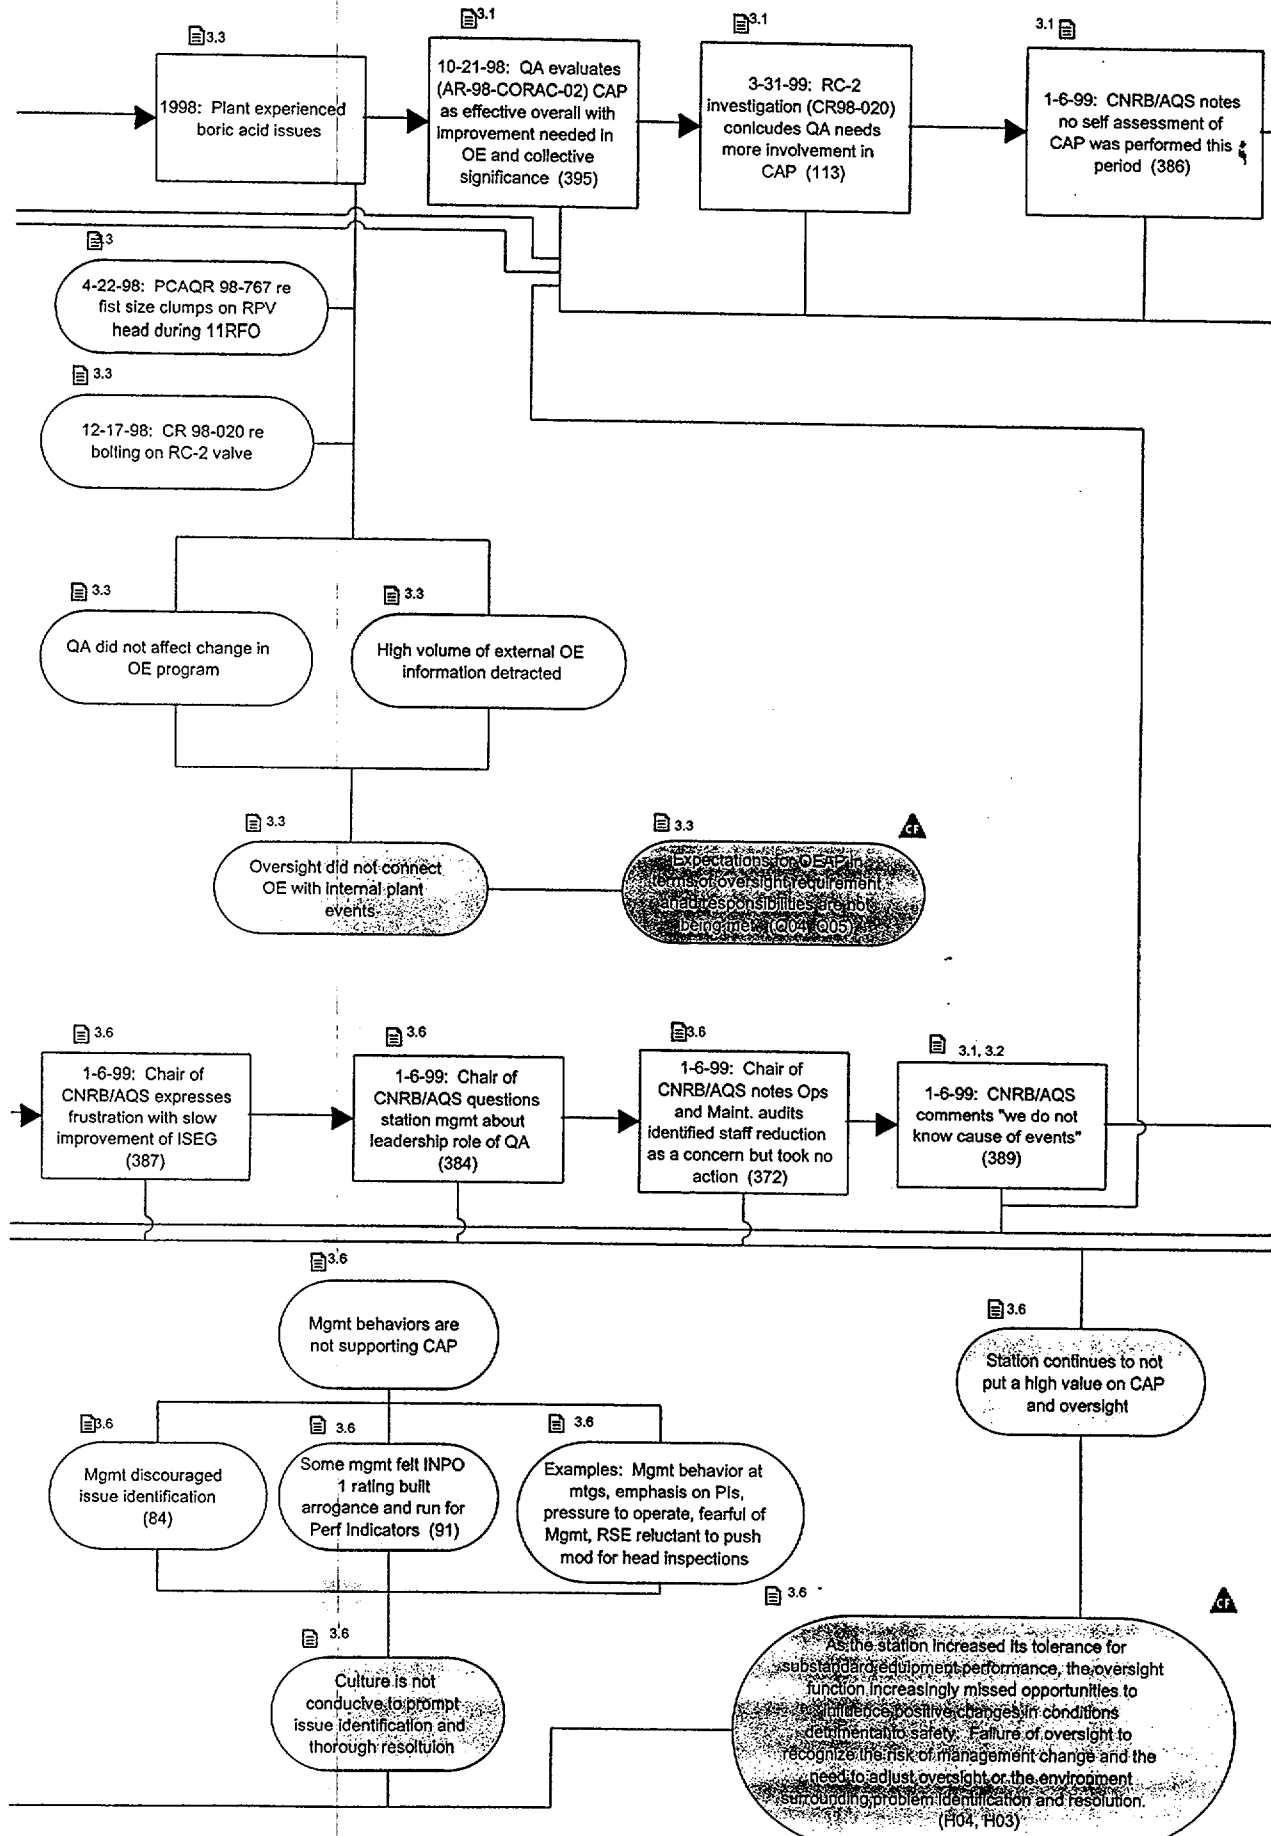 3.3
1998: Plant experienced
boric acid issues
3.1
10-21-98: QA evaluates
(AR-98-CORAC-02) CAP
as effective overall with
improvement needed in
OE and collective
significance (395)
3.1
3-31-99: RC-2
investigation (CR98-020)
conlcudes QA needs
more involvement in
CAP (113)
3.1
1-6-99: CNRB/AQS notes
no self assessment of
CAP was performed this
period (386)
3.3
4-22-98: PCAQR 98-767 re
fist size clumps on RPV
head during 11RFO
3.3
12-17-98: CR 98-020 re
bolting on RC-2 valve
3.3
QA did not affect change in
OE program
3.3
High volume of external OE
information detracted
3.3
Oversight did not connect
OE with internal plant
events
3.3
CF
Expectations for OEAP in
terms of oversight requirement
anad responsibilities are not
being met (Q04, Q05)
3.6
1-6-99: Chair of
CNRB/AQS expresses
frustration with slow
improvement of ISEG
(387)
3.6
1-6-99: Chair of
CNRB/AQS questions
station mgmt about
leadership role of QA
(384)
3.6
1-6-99: Chair of
CNRB/AQS notes Ops
and Maint. audits
identified staff reduction
as a concern but took no
action (372)
3.1, 3.2
1-6-99: CNRB/AQS
comments "we do not
know cause of events"
(389)
3.6
Mgmt behaviors are
not supporting CAP
3.6
Station continues to not
put a high value on CAP
and oversight
3.6
Mgmt discouraged
issue identification
(84)
3.6
Some mgmt felt INPO
1 rating built
arrogance and run for
Perf Indicators (91)
3.6
Examples: Mgmt behavior at
mtgs, emphasis on PIs,
pressure to operate, fearful of
Mgmt, RSE reluctant to push
mod for head inspections
3.6
Culture is not
conducive to prompt
issue identification and
thorough resoltuion
3.6
CF
As the station increased its tolerance for
substandard equipment performance, the oversight
function increasingly missed opportunities to
influence positive changes in conditions
detrimental to safety. Failure of oversight to
recognize the risk of management change and the
need to adjust oversight or the environment
surrounding problem identification and resolution.
(H04, H03)